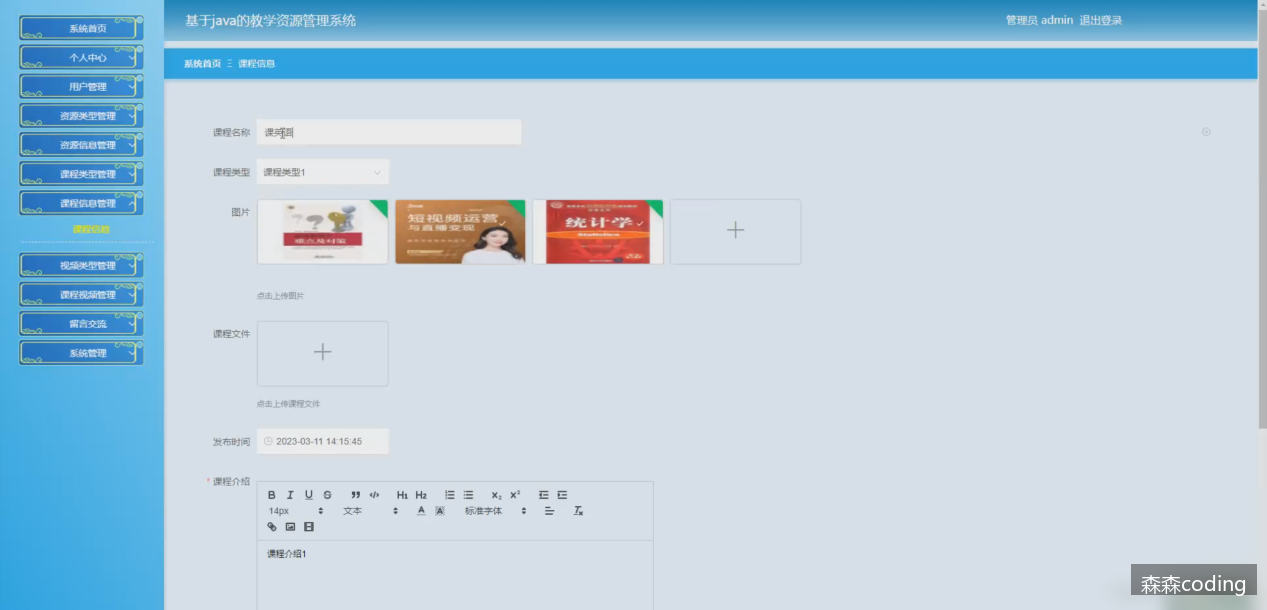 基于java的教学资源管理系统
管理员 admin 退出登录
系统首页
个人中心
用户管理
资源类型管理
资源信息管理
课程类型管理
课程信息管理
课程信息
视频类型管理
课程视频管理
留言交流
系统管理
系统首页 课程信息
课程名称 课英语
课程类型 课程类型1
图片
难点及对策
短视频运营
与直播变现
统计学
点击上传图片
课程文件
点击上传课程文件
发布时间 2023-03-11 14:15:45
* 课程介绍
14px 文本 标准字体
课程介绍1
森森coding